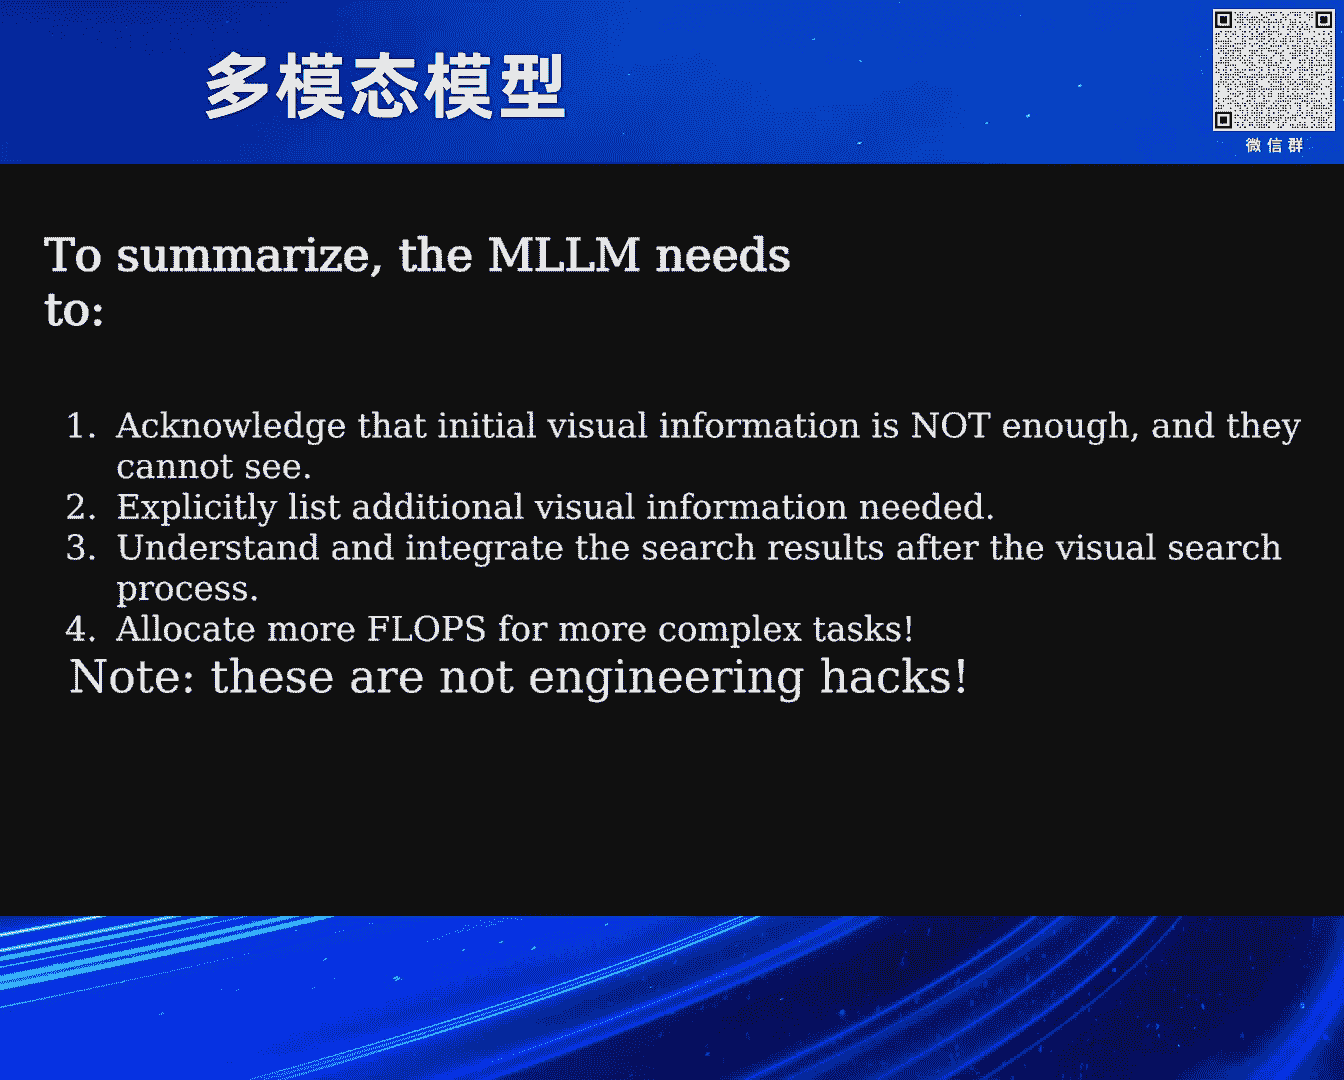 多模态模型
微信群
To summarize, the MLLM needs
to:
1. Acknowledge that initial visual information is NOT enough, and they
cannot see.
2. Explicitly list additional visual information needed.
3. Understand and integrate the search results after the visual search
process.
4. Allocate more FLOPS for more complex tasks!
Note: these are not engineering hacks!